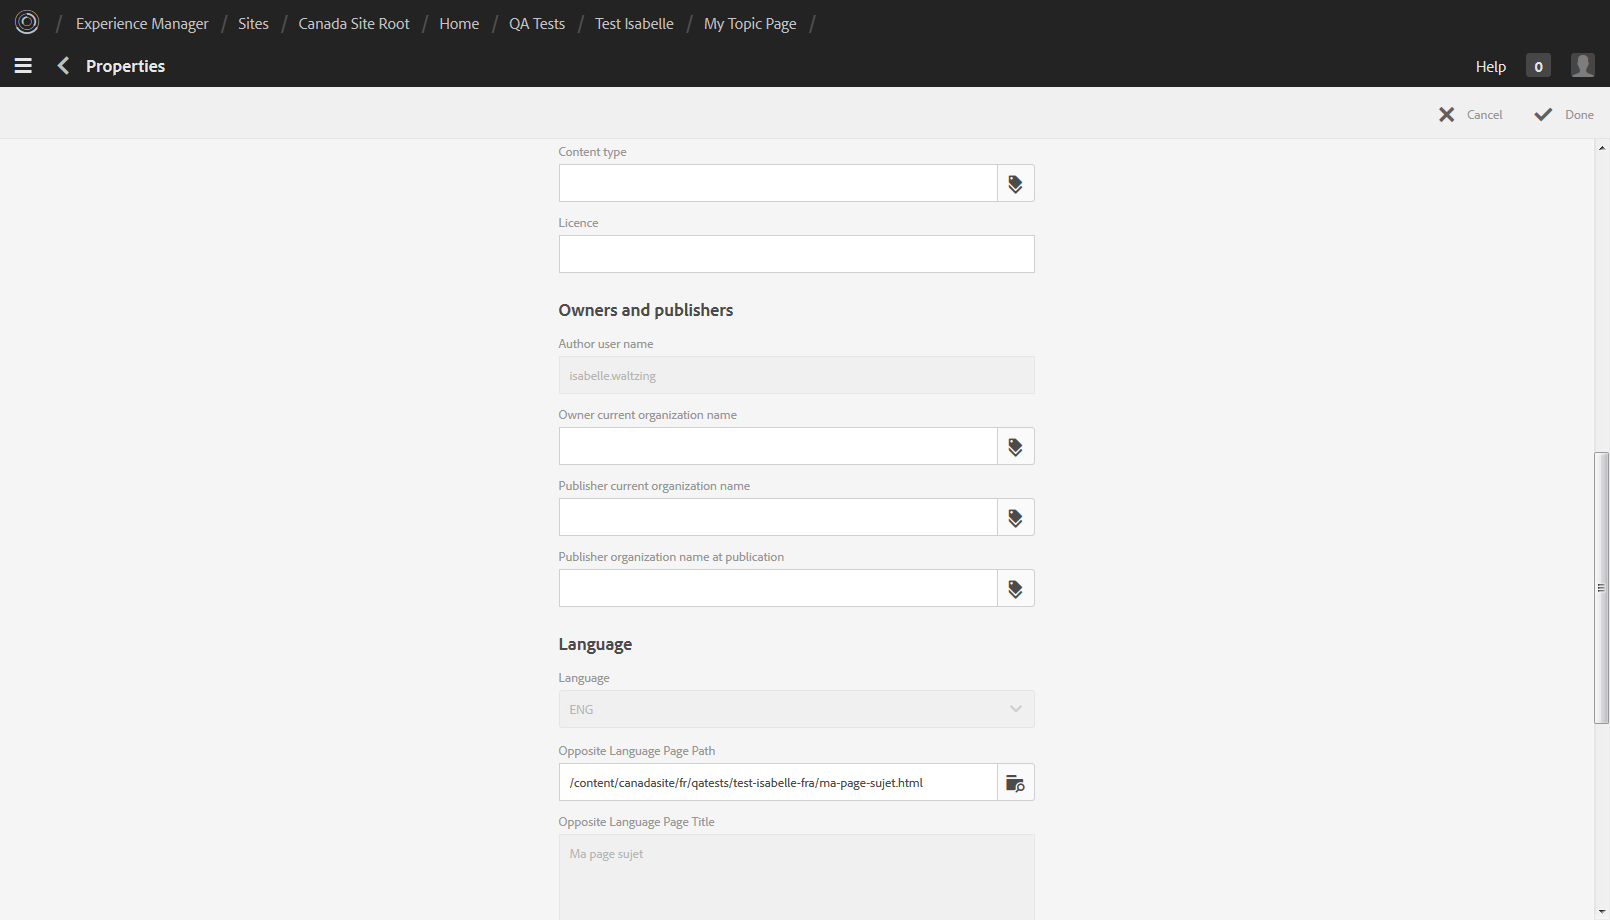 / Experience Manager / Sites / Canada Site Root / Home / QA Tests / Test Isabelle / My Topic Page /
Properties
Help 0
Cancel Done
Content type
Licence
Owners and publishers
Author user name
isabelle.waltzing
Owner current organization name
Publisher current organization name
Publisher organization name at publication
Language
Language
ENG
Opposite Language Page Path
/content/canadasite/fr/qatests/test-isabelle-fra/ma-page-sujet.html
Opposite Language Page Title
Ma page sujet